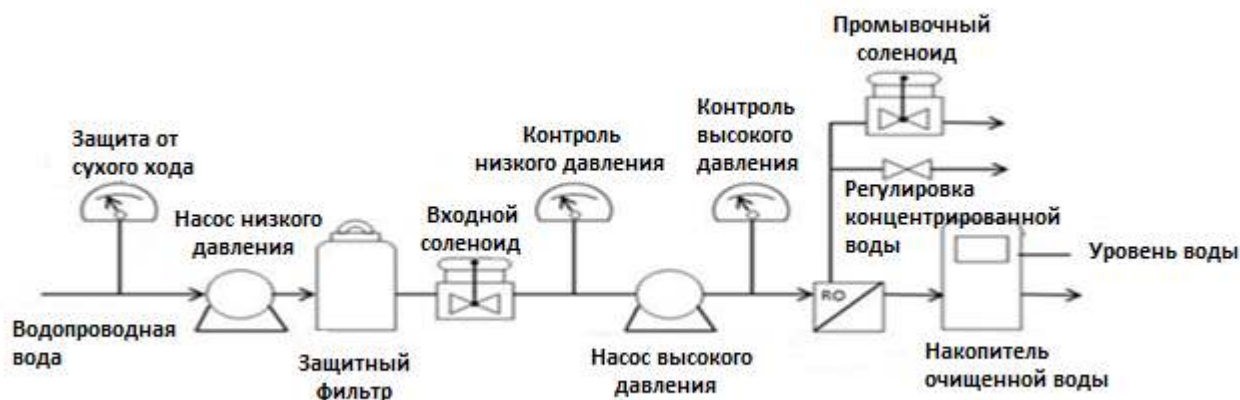 Промывочный
соленоид
Защита от
сухого хода
Контроль
низкого давления
Контроль
высокого
давления
Насос низкого
давления
Входной
соленоид
Регулировка
концентрированной
воды
Уровень воды
RO
Водопроводная
вода
Защитный
фильтр
Насос высокого
давления
Накопитель
очищенной воды